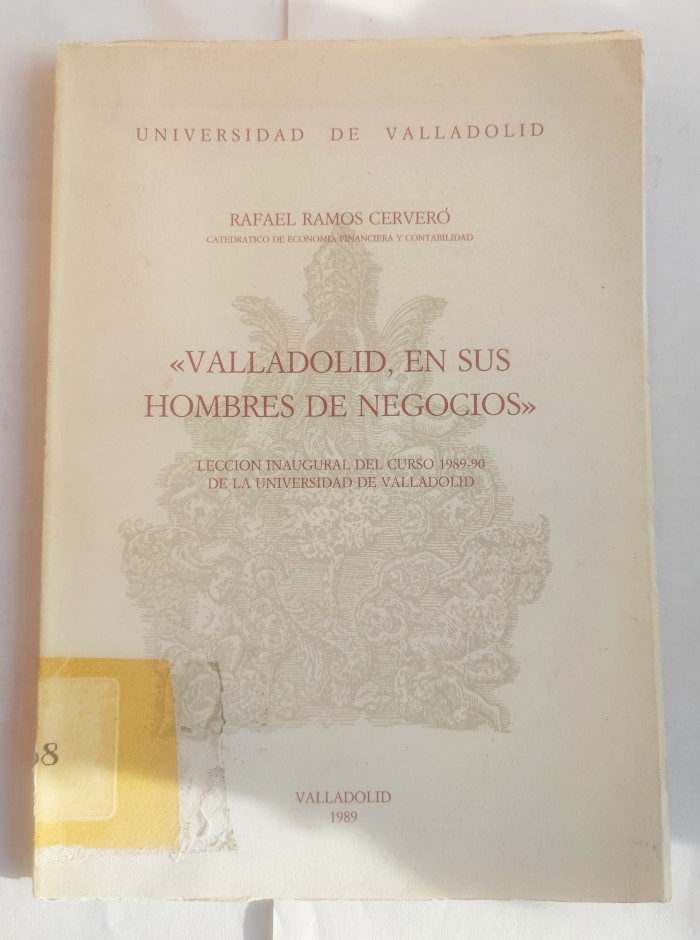 UNIVERSIDAD DE VALLADOLID
RAFAEL RAMOS CERVERÓ
CATEDRATICO DE ECONOMIA FINANCIERA Y CONTABILIDAD
«VALLADOLID, EN SUS
HOMBRES DE NEGOCIOS»
LECCION INAUGURAL DEL CURSO 1989-90
DE LA UNIVERSIDAD DE VALLADOLID
VALLADOLID
1989